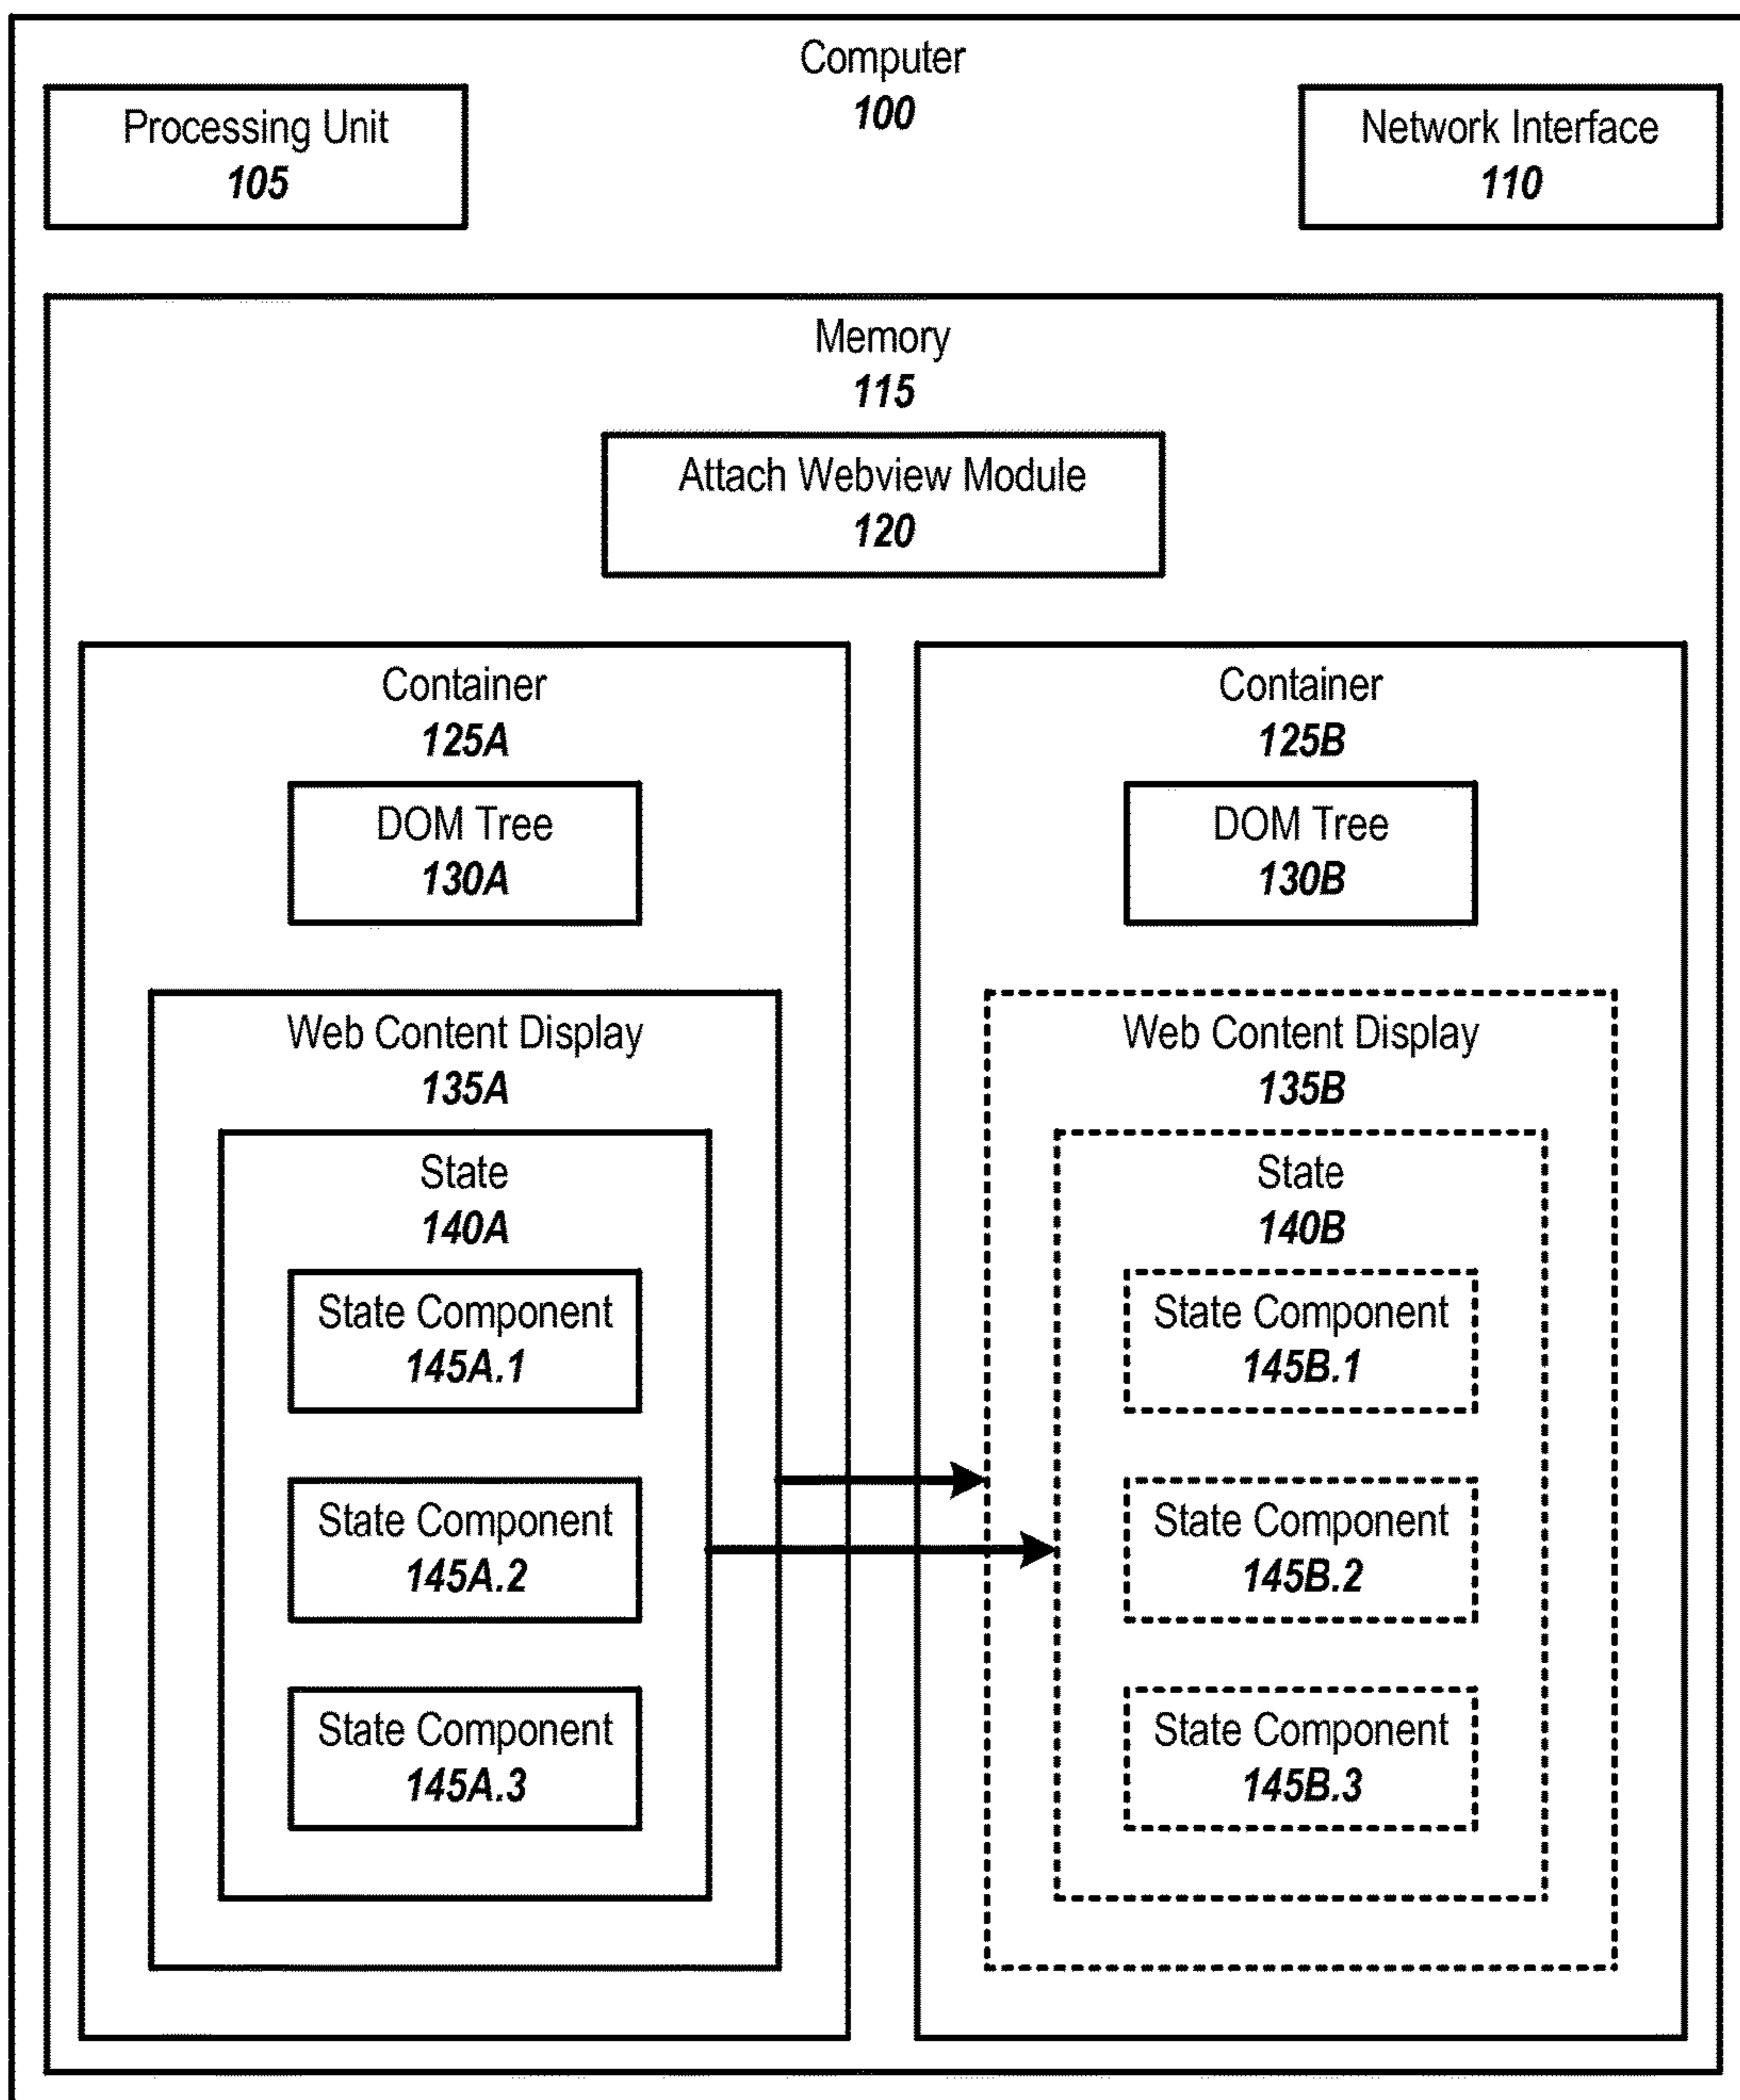 Computer
100
Processing Unit
105
Network Interface
110
Memory
115
Attach Webview Module
120
Container
125A
DOM Tree
130A
Web Content Display
135A
State
140A
State Component
145A.1
State Component
145A.2
State Component
145A.3
Container
125B
DOM Tree
130B
Web Content Display
135B
State
140B
State Component
145B.1
State Component
145B.2
State Component
145B.3